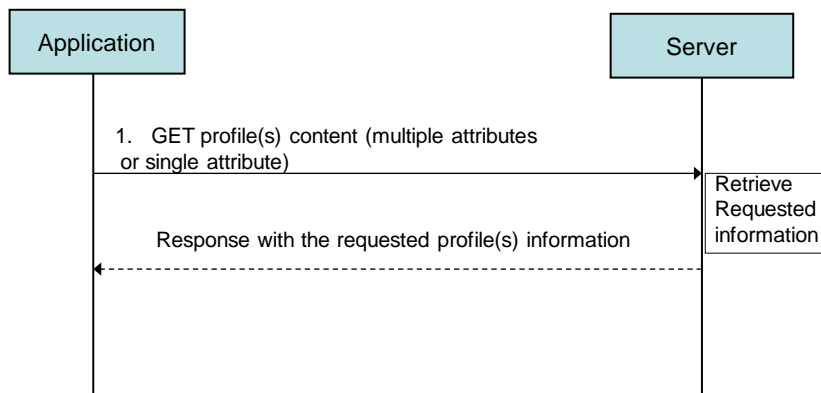 Application
Server
1. GET profile(s) content (multiple attributes
or single attribute)
Retrieve
Requested
information
Response with the requested profile(s) information